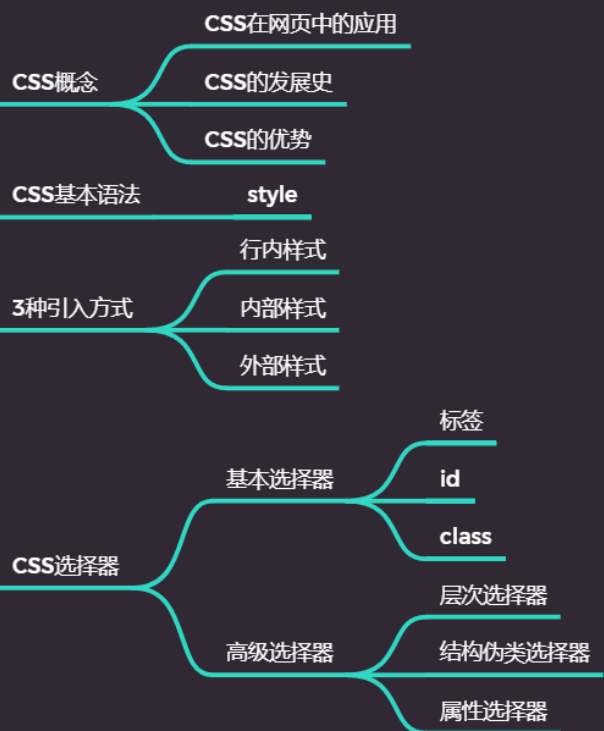 CSS概念
CSS在网页中的应用
CSS的发展史
CSS的优势
CSS基本语法
style
3种引入方式
行内样式
内部样式
外部样式
CSS选择器
基本选择器
标签
id
class
高级选择器
层次选择器
结构伪类选择器
属性选择器